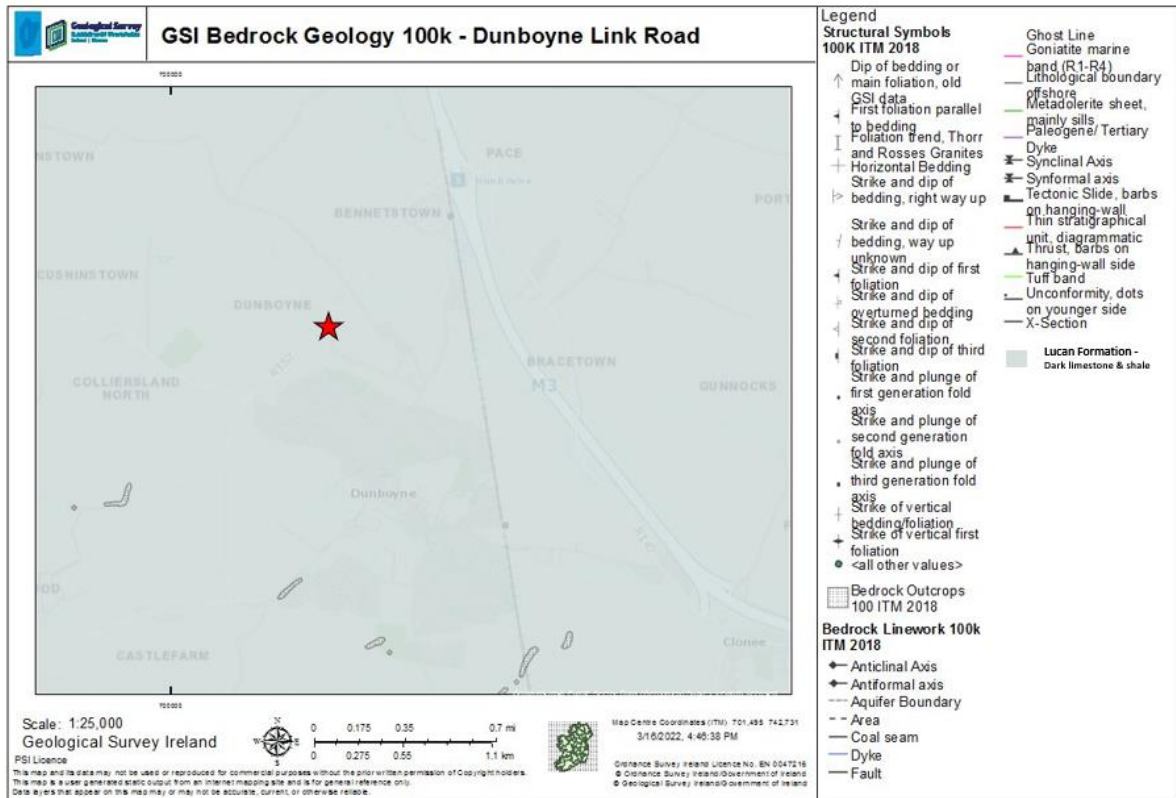 Geological Survey
GSI Bedrock Geology 100k - Dunboyne Link Road
700000
NSTOWN
PACE
BENNETSTOWN
PORT
CUSHINSTOWN
DUNBOYNE
R157
BRACETOWN
M3
COLLIERSLAND
NORTH
GUNNOCKS
Dunboyne
R147
OD
CASTLEFARM
Clonee
700000
Scale: 1:25,000
Geological Survey Ireland
PSI Licence
This map and its data may not be used or reproduced for commercial purposes without the prior written permission of Copyright holders.
This map is a user generated static output from an Internet mapping site and is for general reference only.
Data layers that appear on this map may or may not be accurate, current, or otherwise reliable.
N
W
E
S
0 0.175 0.35 0.7 mi
0 0.275 0.55 1.1 km
Map Centre Coordinates (ITM) 701,495 742,731
3/16/2022, 4:46:38 PM
Ordnance Survey Ireland Licence No. EN 0047216
© Ordnance Survey Ireland/Government of Ireland
© Geological Survey Ireland/Government of Ireland
Legend
Structural Symbols
100K ITM 2018
Dip of bedding or
main foliation, old
GSI data
First foliation parallel
to bedding
Foliation trend, Thorr
and Rosses Granites
Horizontal Bedding
Strike and dip of
bedding, right way up
Strike and dip of
bedding, way up
unknown
Strike and dip of first
foliation
Strike and dip of
overturned bedding
Strike and dip of
second foliation
Strike and dip of third
foliation
Strike and plunge of
first generation fold
axis
Strike and plunge of
second generation
fold axis
Strike and plunge of
third generation fold
axis
Strike of vertical
bedding/foliation
Strike of vertical first
foliation
<all other values>
Bedrock Outcrops
100 ITM 2018
Bedrock Linework 100k
ITM 2018
Anticlinal Axis
Antiformal axis
Aquifer Boundary
Area
Coal seam
Dyke
Fault
Ghost Line
Goniatite marine
band (R1-R4)
Lithological boundary
offshore
Metadolerite sheet,
mainly sills
Paleogene/ Tertiary
Dyke
Synclinal Axis
Synformal axis
Tectonic Slide, barbs
on hanging-wall
Thin stratigraphical
unit, diagrammatic
Thrust, barbs on
hanging-wall side
Tuff band
Unconformity, dots
on younger side
X-Section
Lucan Formation -
Dark limestone & shale